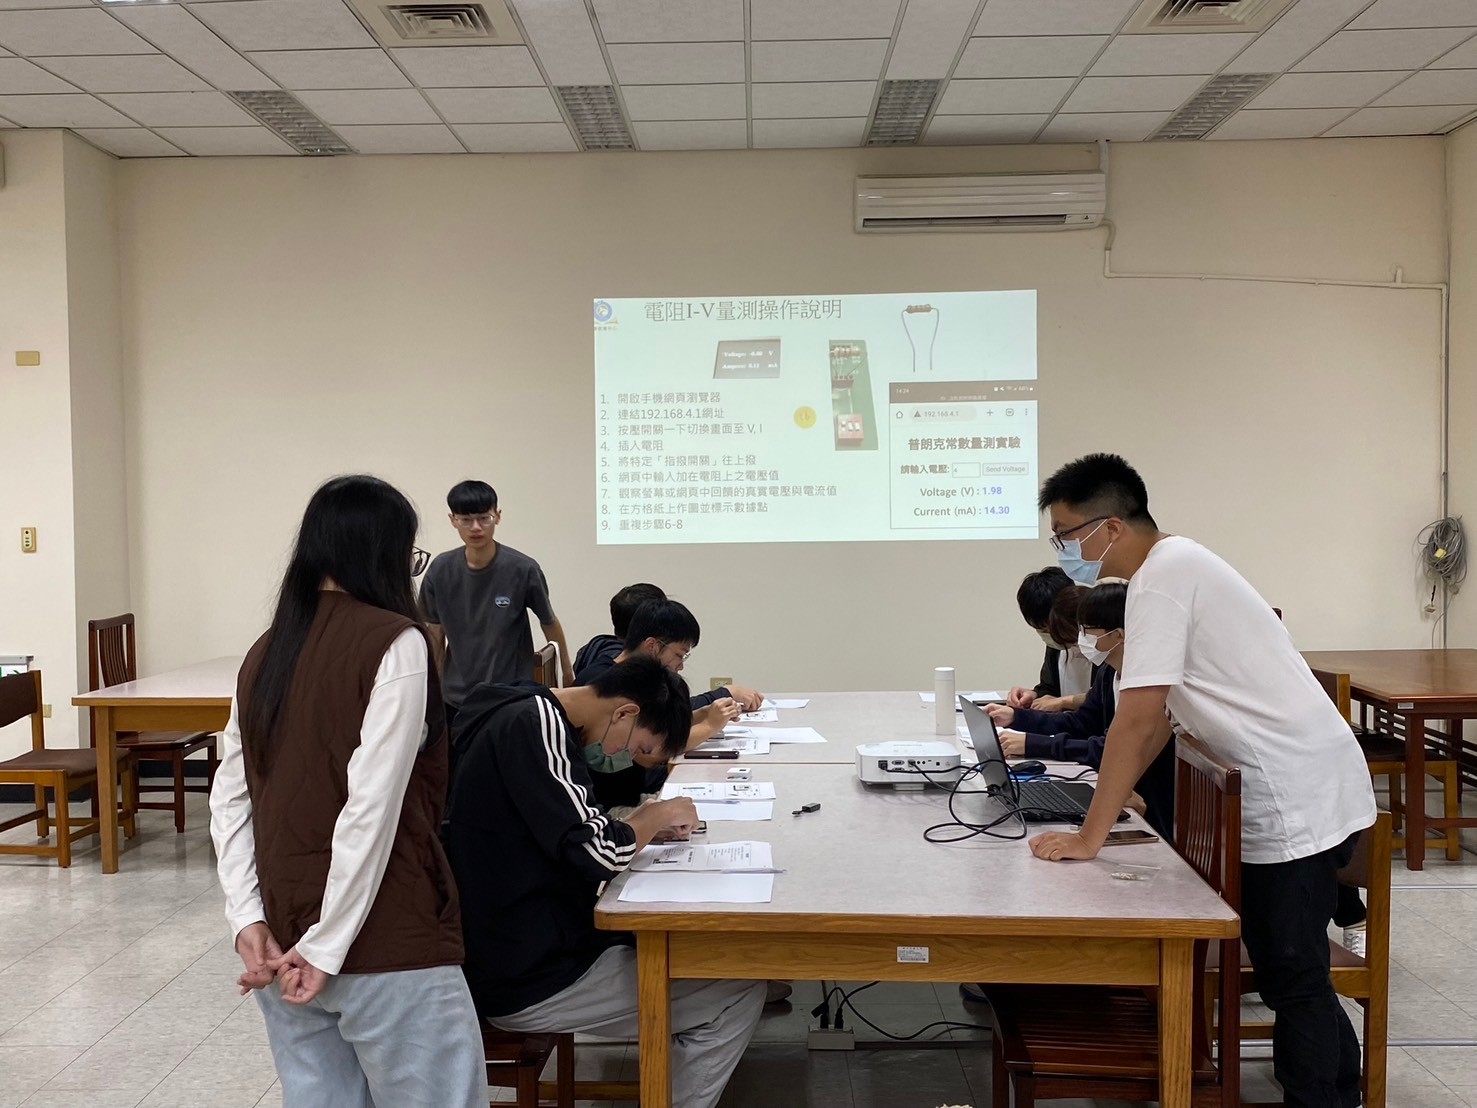 電阻I-V量測操作說明
Voltage: -0.00 V
Ampere: 0.23 mA
1. 開啟手機網頁瀏覽器
2. 連結192.168.4.1網址
3. 按壓開關一下切換畫面至 V, I
4. 插入電阻
5. 將特定「指撥開關」往上撥
6. 網頁中輸入加在電阻上之電壓值
7. 觀察螢幕或網頁中回饋的真實電壓與電流值
8. 在方格紙上作圖並標示數據點
9. 重複步驟6-8
192.168.4.1
普朗克常數量測實驗
請輸入電壓:
Send Voltage
Voltage (V) : 1.98
Current (mA) : 14.30